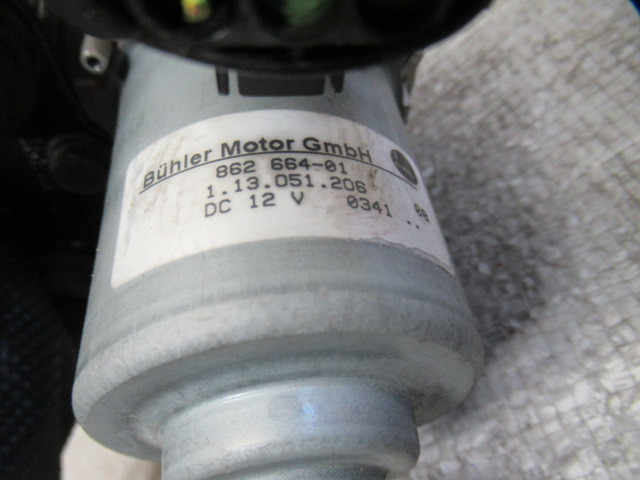 Bühler Motor GmbH
862 664-01
1.13.051.206
DC 12 V 0341 ..